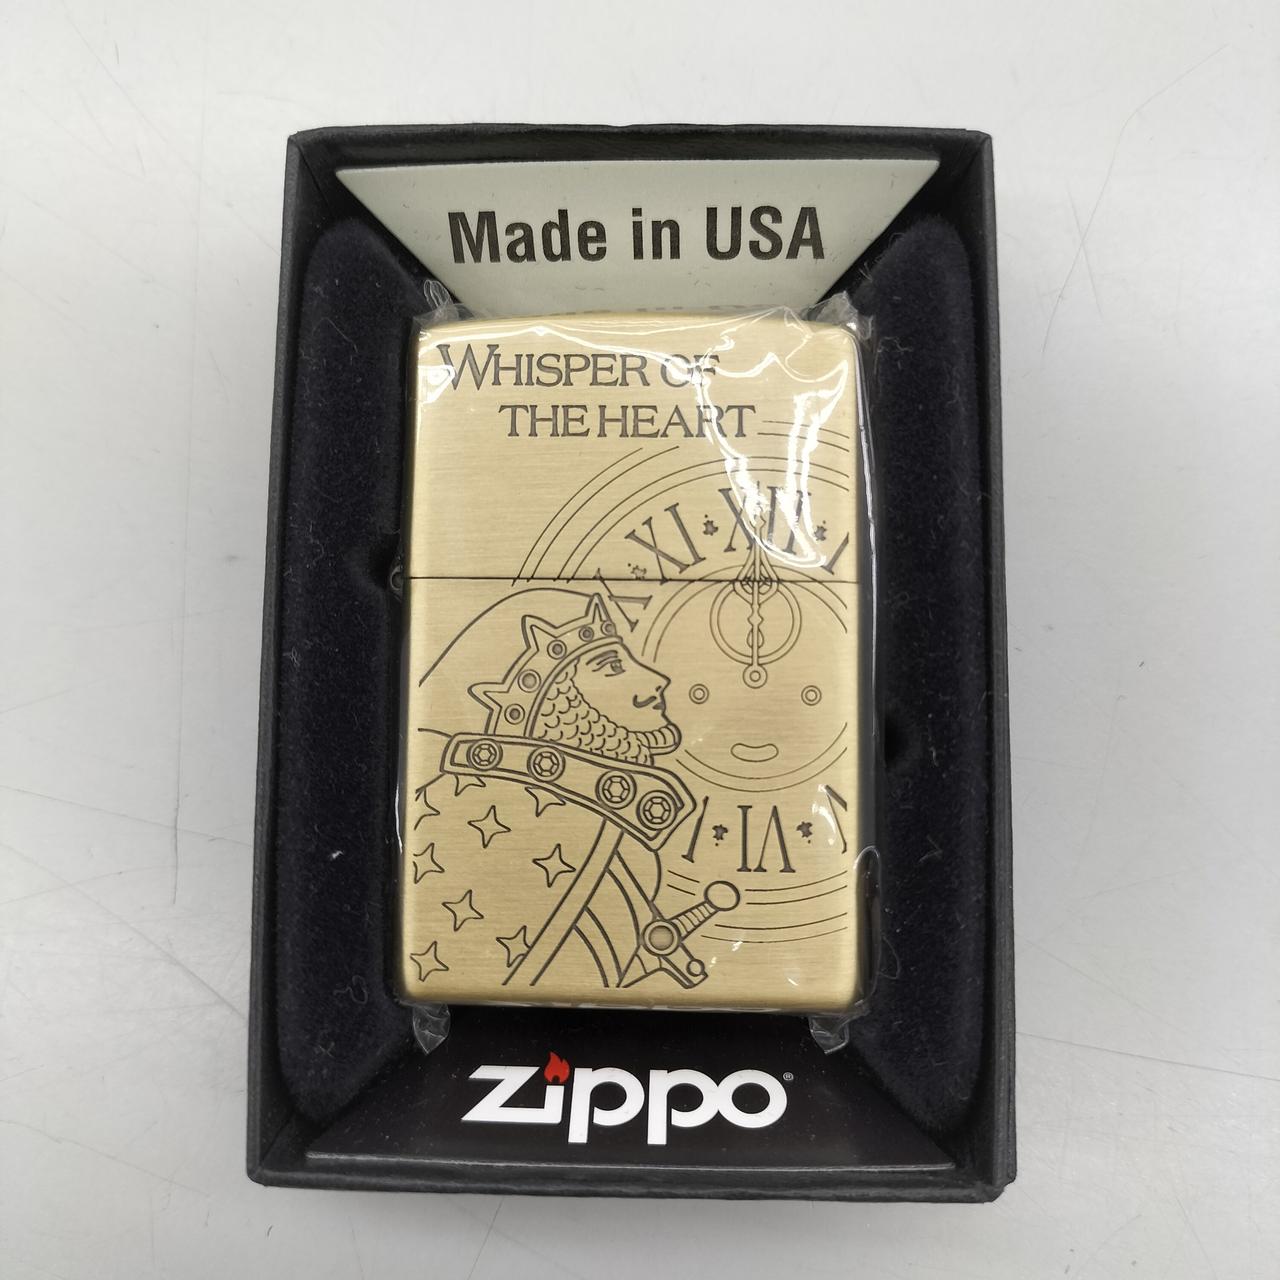 Made in USA
WHISPER OF
THE HEART
X XI XII I
V VI V
zippo®